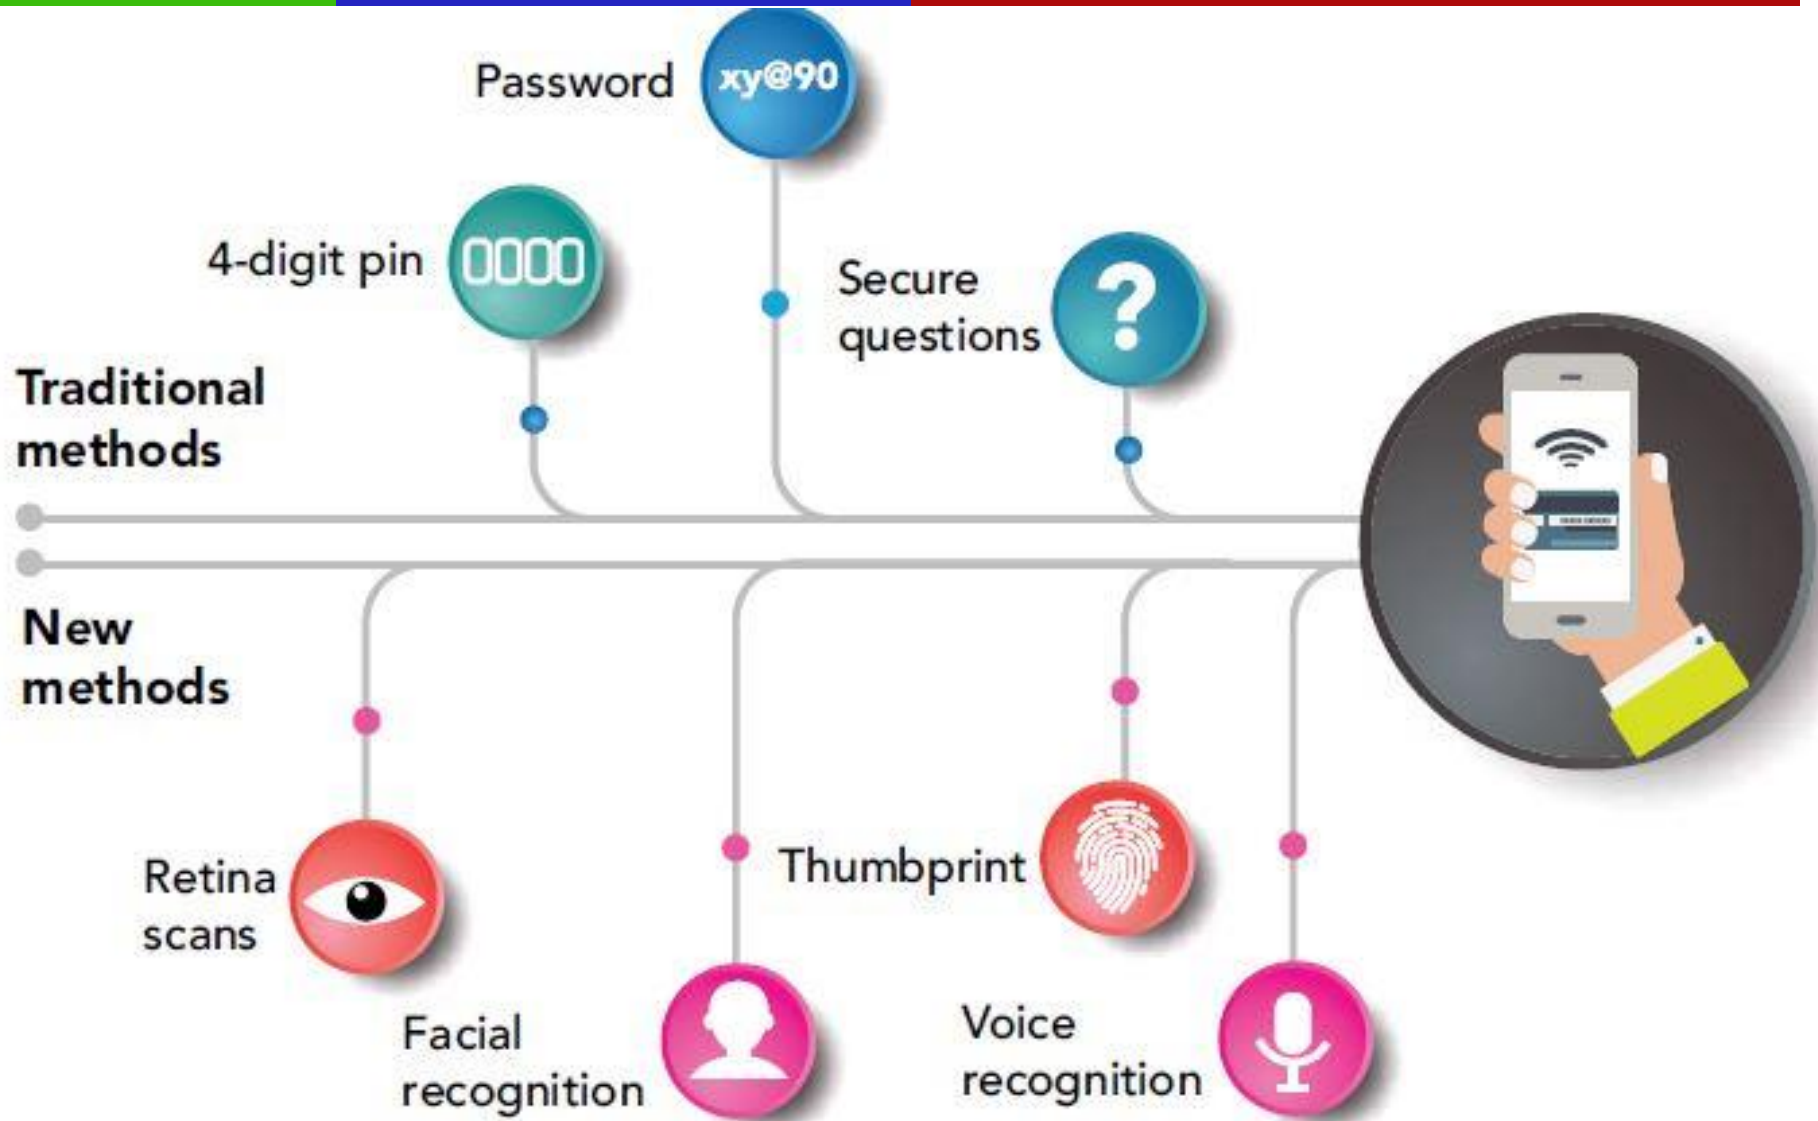 Password
xy@90
4-digit pin
0000
Secure
questions
?
Traditional
methods
New
methods
Retina
scans
Thumbprint
Facial
recognition
Voice
recognition